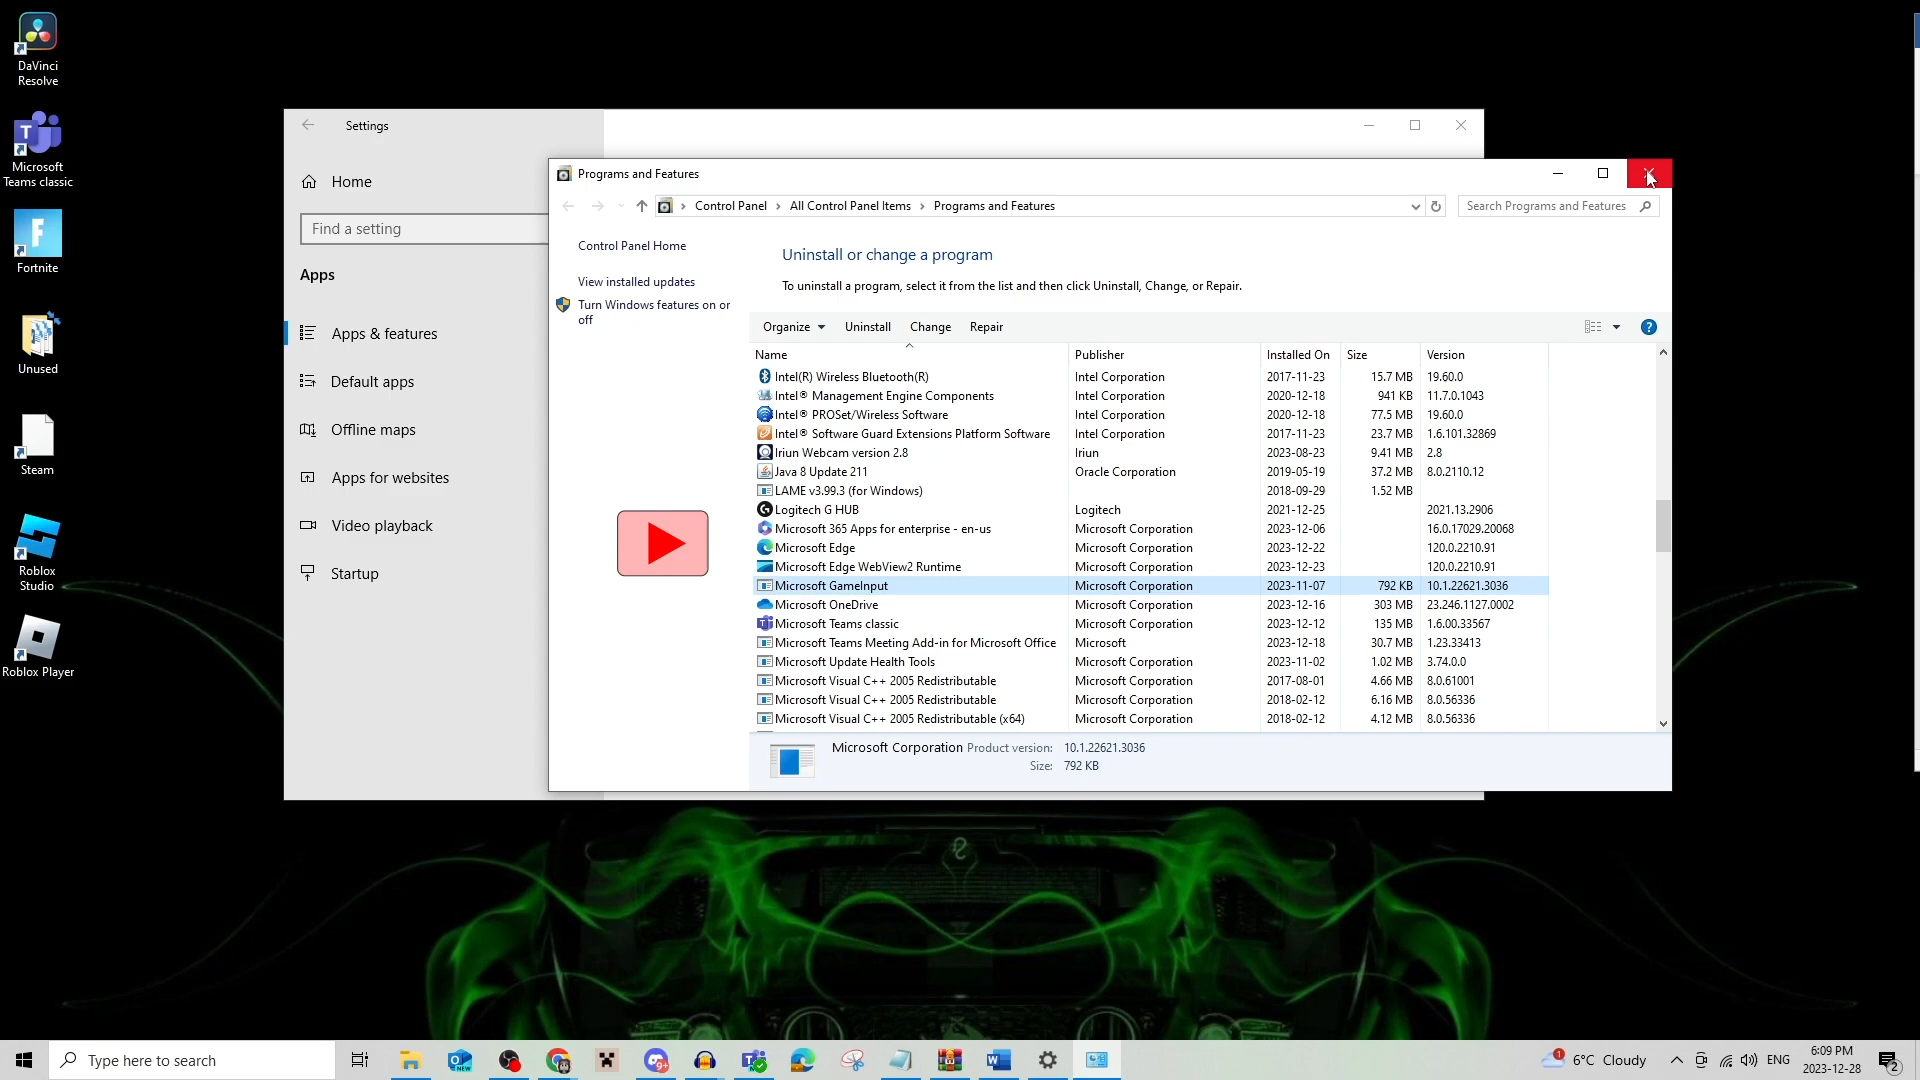 DaVinci
Resolve
Microsoft
Teams classic
Fortnite
Unused
Steam
Roblox
Studio
Roblox Player
Settings
Home
Find a setting
Apps
Apps & features
Default apps
Offline maps
Apps for websites
Video playback
Startup
Programs and Features
Control Panel > All Control Panel Items > Programs and Features
Search Programs and Features
Control Panel Home
View installed updates
Turn Windows features on or
off
Uninstall or change a program
To uninstall a program, select it from the list and then click Uninstall, Change, or Repair.
Organize Uninstall Change Repair
Name Publisher Installed On Size Version
Intel(R) Wireless Bluetooth(R) Intel Corporation 2017-11-23 15.7 MB 19.60.0
Intel® Management Engine Components Intel Corporation 2020-12-18 941 KB 11.7.0.1043
Intel® PROSet/Wireless Software Intel Corporation 2020-12-18 77.5 MB 19.60.0
Intel® Software Guard Extensions Platform Software Intel Corporation 2017-11-23 23.7 MB 1.6.101.32869
Iriun Webcam version 2.8 Iriun 2023-08-23 9.41 MB 2.8
Java 8 Update 211 Oracle Corporation 2019-05-19 37.2 MB 8.0.2110.12
LAME v3.99.3 (for Windows) 2018-09-29 1.52 MB
Logitech G HUB Logitech 2021-12-25 2021.13.2906
Microsoft 365 Apps for enterprise - en-us Microsoft Corporation 2023-12-06 16.0.17029.20068
Microsoft Edge Microsoft Corporation 2023-12-22 120.0.2210.91
Microsoft Edge WebView2 Runtime Microsoft Corporation 2023-12-23 120.0.2210.91
Microsoft GameInput Microsoft Corporation 2023-11-07 792 KB 10.1.22621.3036
Microsoft OneDrive Microsoft Corporation 2023-12-16 303 MB 23.246.1127.0002
Microsoft Teams classic Microsoft Corporation 2023-12-12 135 MB 1.6.00.33567
Microsoft Teams Meeting Add-in for Microsoft Office Microsoft 2023-12-18 30.7 MB 1.23.33413
Microsoft Update Health Tools Microsoft Corporation 2023-11-02 1.02 MB 3.74.0.0
Microsoft Visual C++ 2005 Redistributable Microsoft Corporation 2017-08-01 4.66 MB 8.0.61001
Microsoft Visual C++ 2005 Redistributable Microsoft Corporation 2018-02-12 6.16 MB 8.0.56336
Microsoft Visual C++ 2005 Redistributable (x64) Microsoft Corporation 2018-02-12 4.12 MB 8.0.56336
Microsoft Corporation Product version: 10.1.22621.3036
Size: 792 KB
Type here to search
NEW
9+
1
6°C Cloudy
ENG
6:09 PM
2023-12-28
2